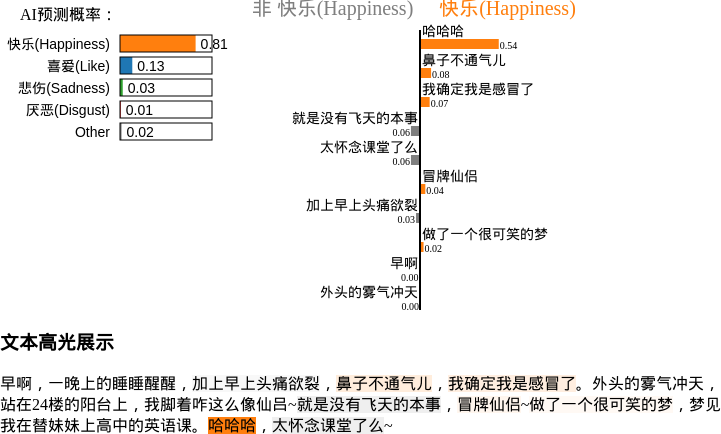 AI预测概率：
快乐(Happiness) 0.81
喜爱(Like) 0.13
悲伤(Sadness) 0.03
厌恶(Disgust) 0.01
Other 0.02
非 快乐(Happiness) 快乐(Happiness)
哈哈哈
0.54
鼻子不通气儿
0.08
我确定我是感冒了
0.07
就是没有飞天的本事
0.06
太怀念课堂了么
0.06
冒牌仙侣
0.04
加上早上头痛欲裂
0.03
做了一个很可笑的梦
0.02
早啊
0.00
外头的雾气冲天
0.00
文本高光展示
早啊，一晚上的睡睡醒醒，加上早上头痛欲裂，鼻子不通气儿，我确定我是感冒了。外头的雾气冲天，
站在24楼的阳台上，我脚着咋这么像仙吕~就是没有飞天的本事，冒牌仙侣~做了一个很可笑的梦，梦见
我在替妹妹上高中的英语课。哈哈哈，太怀念课堂了么~